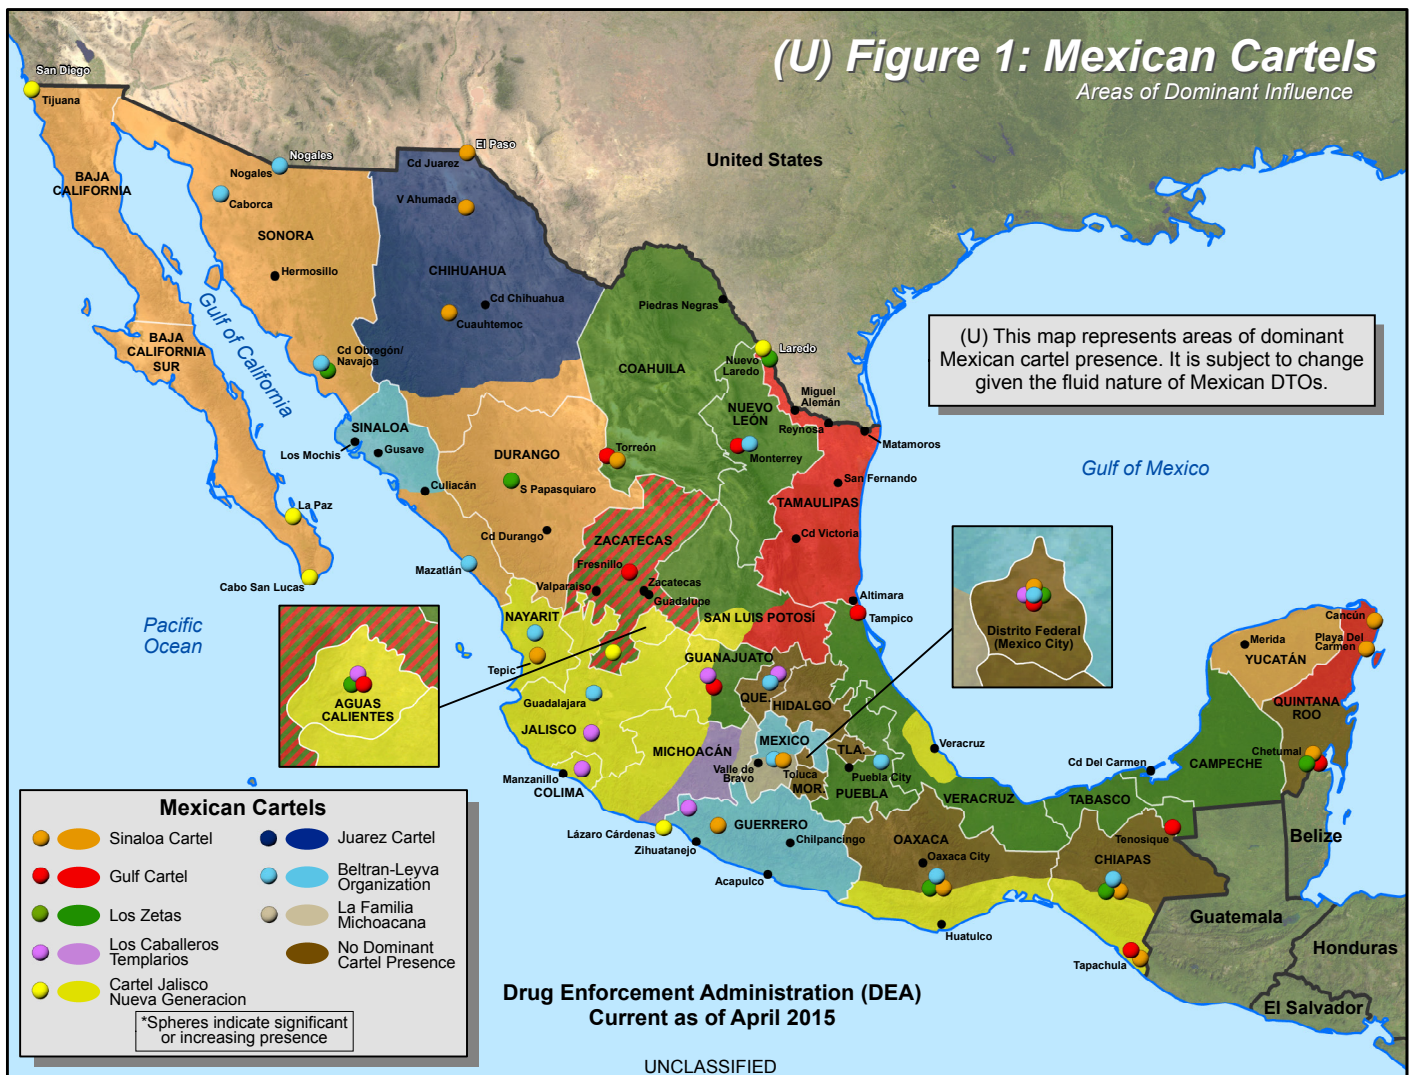 (U) Figure 1: Mexican Cartels
Areas of Dominant Influence
San Diego
Tijuana
Nogales
El Paso
Nogales
Cd Juarez
United States
BAJA
CALIFORNIA
Caborca
V Ahumada
SONORA
Hermosillo
CHIHUAHUA
Cd Chihuahua
Piedras Negras
Cuauhtemoc
Gulf of California
BAJA
CALIFORNIA
SUR
Cd Obregón/
Navajoa
COAHUILA
Nuevo
Laredo
Laredo
(U) This map represents areas of dominant
Mexican cartel presence. It is subject to change
given the fluid nature of Mexican DTOs.
Miguel
Alemán
NUEVO
LEÓN
Reynosa
Matamoros
SINALOA
Los Mochis
Gusave
DURANGO
Torreón
Monterrey
Gulf of Mexico
Culiacán
S Papasquiaro
San Fernando
TAMAULIPAS
La Paz
Cd Durango
ZACATECAS
Cd Victoria
Mazatlán
Fresnillo
Cabo San Lucas
Valparaiso
Zacatecas
Guadalupe
Altimara
Tampico
Pacific
Ocean
NAYARIT
SAN LUIS POTOSÍ
Distrito Federal
(Mexico City)
Cancún
Playa Del
Carmen
Merida
YUCATÁN
Tepic
GUANAJUATO
AGUAS
CALIENTES
Guadalajara
QUE.
HIDALGO
QUINTANA
ROO
JALISCO
MICHOACÁN
MEXICO
TLA.
Veracruz
Chetumal
Cd Del Carmen
CAMPECHE
Manzanillo
COLIMA
Valle de
Bravo
Toluca
MOR.
Puebla City
PUEBLA
VERACRUZ
TABASCO
Lázaro Cárdenas
Zihuatanejo
GUERRERO
Chilpancingo
OAXACA
Oaxaca City
Tenosique
CHIAPAS
Belize
Acapulco
Huatulco
Guatemala
Tapachula
Honduras
El Salvador
Mexican Cartels
Sinaloa Cartel
Juarez Cartel
Gulf Cartel
Beltran-Leyva
Organization
Los Zetas
La Familia
Michoacana
Los Caballeros
Templarios
No Dominant
Cartel Presence
Cartel Jalisco
Nueva Generacion
*Spheres indicate significant
or increasing presence
Drug Enforcement Administration (DEA)
Current as of April 2015
UNCLASSIFIED